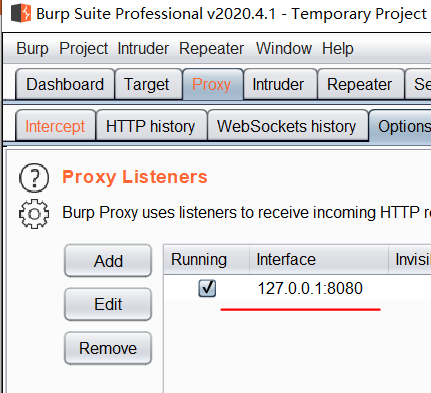 Burp Suite Professional v2020.4.1 - Temporary Project
Burp Project Intruder Repeater Window Help
Dashboard Target Proxy Intruder Repeater
Intercept HTTP history WebSockets history Options
? Proxy Listeners
Burp Proxy uses listeners to receive incoming HTTP
Add Running Interface
127.0.0.1:8080
Edit
Remove